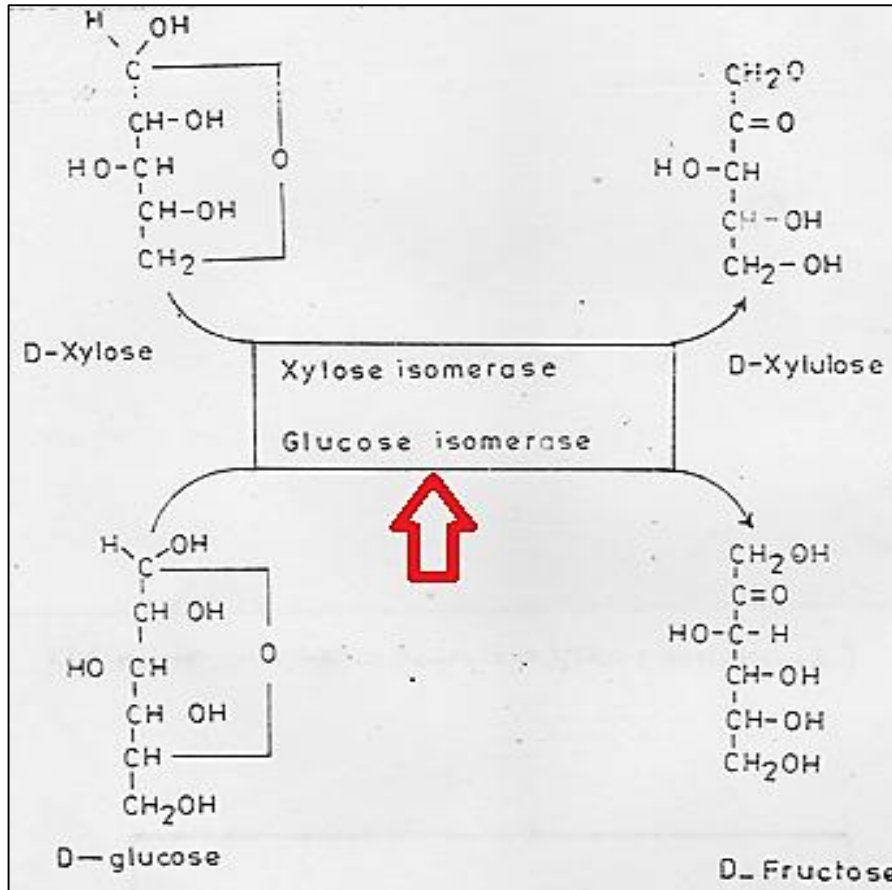 H OH
C
CH-OH
HO-CH
CH-OH
CH2
O
D-Xylose
CH2O
C=O
HO-CH
CH-OH
CH2-OH
D-Xylulose
Xylose isomerase
Glucose isomerase
H OH
C
CH OH
HO CH
CH OH
CH
CH2OH
O
D-glucose
CH2OH
C=O
HO-C-H
CH-OH
CH-OH
CH2OH
D-Fructose